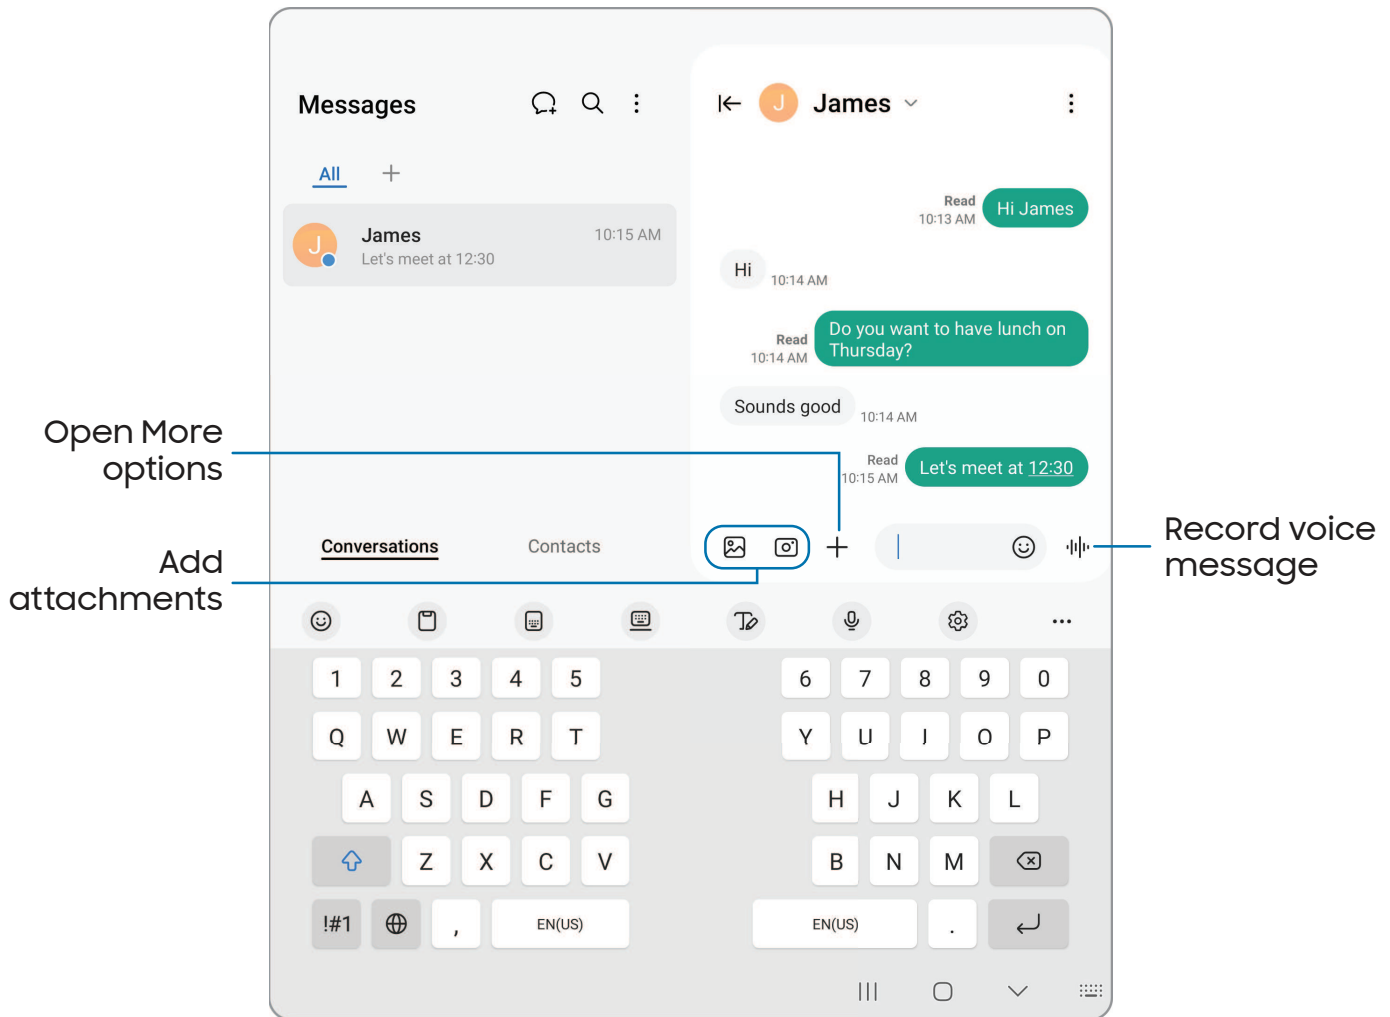 Messages
All
James
10:15 AM
Let's meet at 12:30
Conversations
Contacts
J
James
Read
10:13 AM
Hi James
Hi
10:14 AM
Do you want to have lunch on
Thursday?
Read
10:14 AM
Sounds good
10:14 AM
Read
10:15 AM
Let's meet at 12:30
Open More
options
Add
attachments
Record voice
message
1 2 3 4 5 6 7 8 9 0
Q W E R T Y U I O P
A S D F G H J K L
Z X C V B N M
!#1 , EN(US) EN(US) .